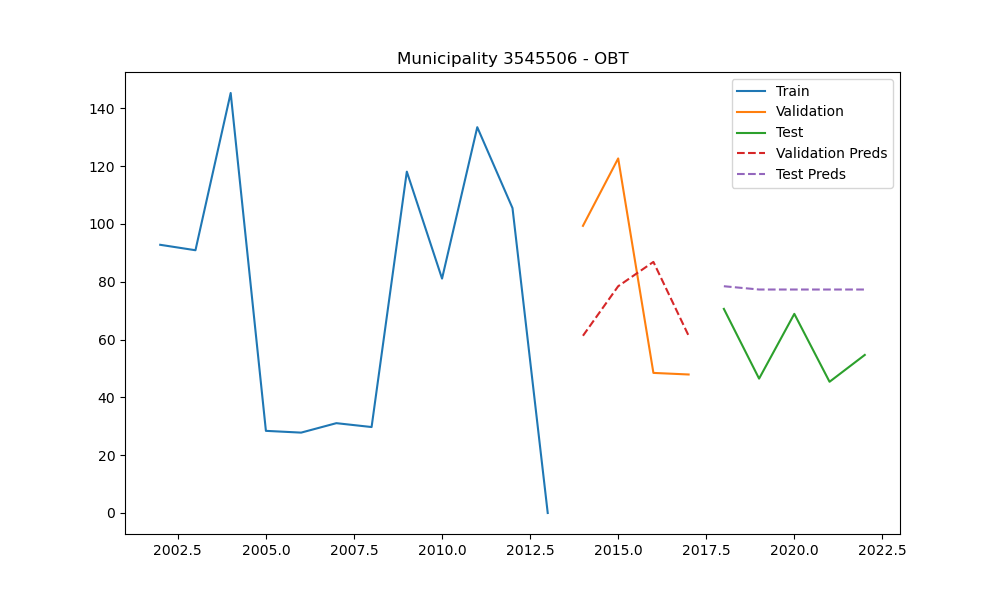 Municipality 3545506 - OBT
Train
Validation
Test
Validation Preds
Test Preds
140
120
100
80
60
40
20
0
2002.5 2005.0 2007.5 2010.0 2012.5 2015.0 2017.5 2020.0 2022.5